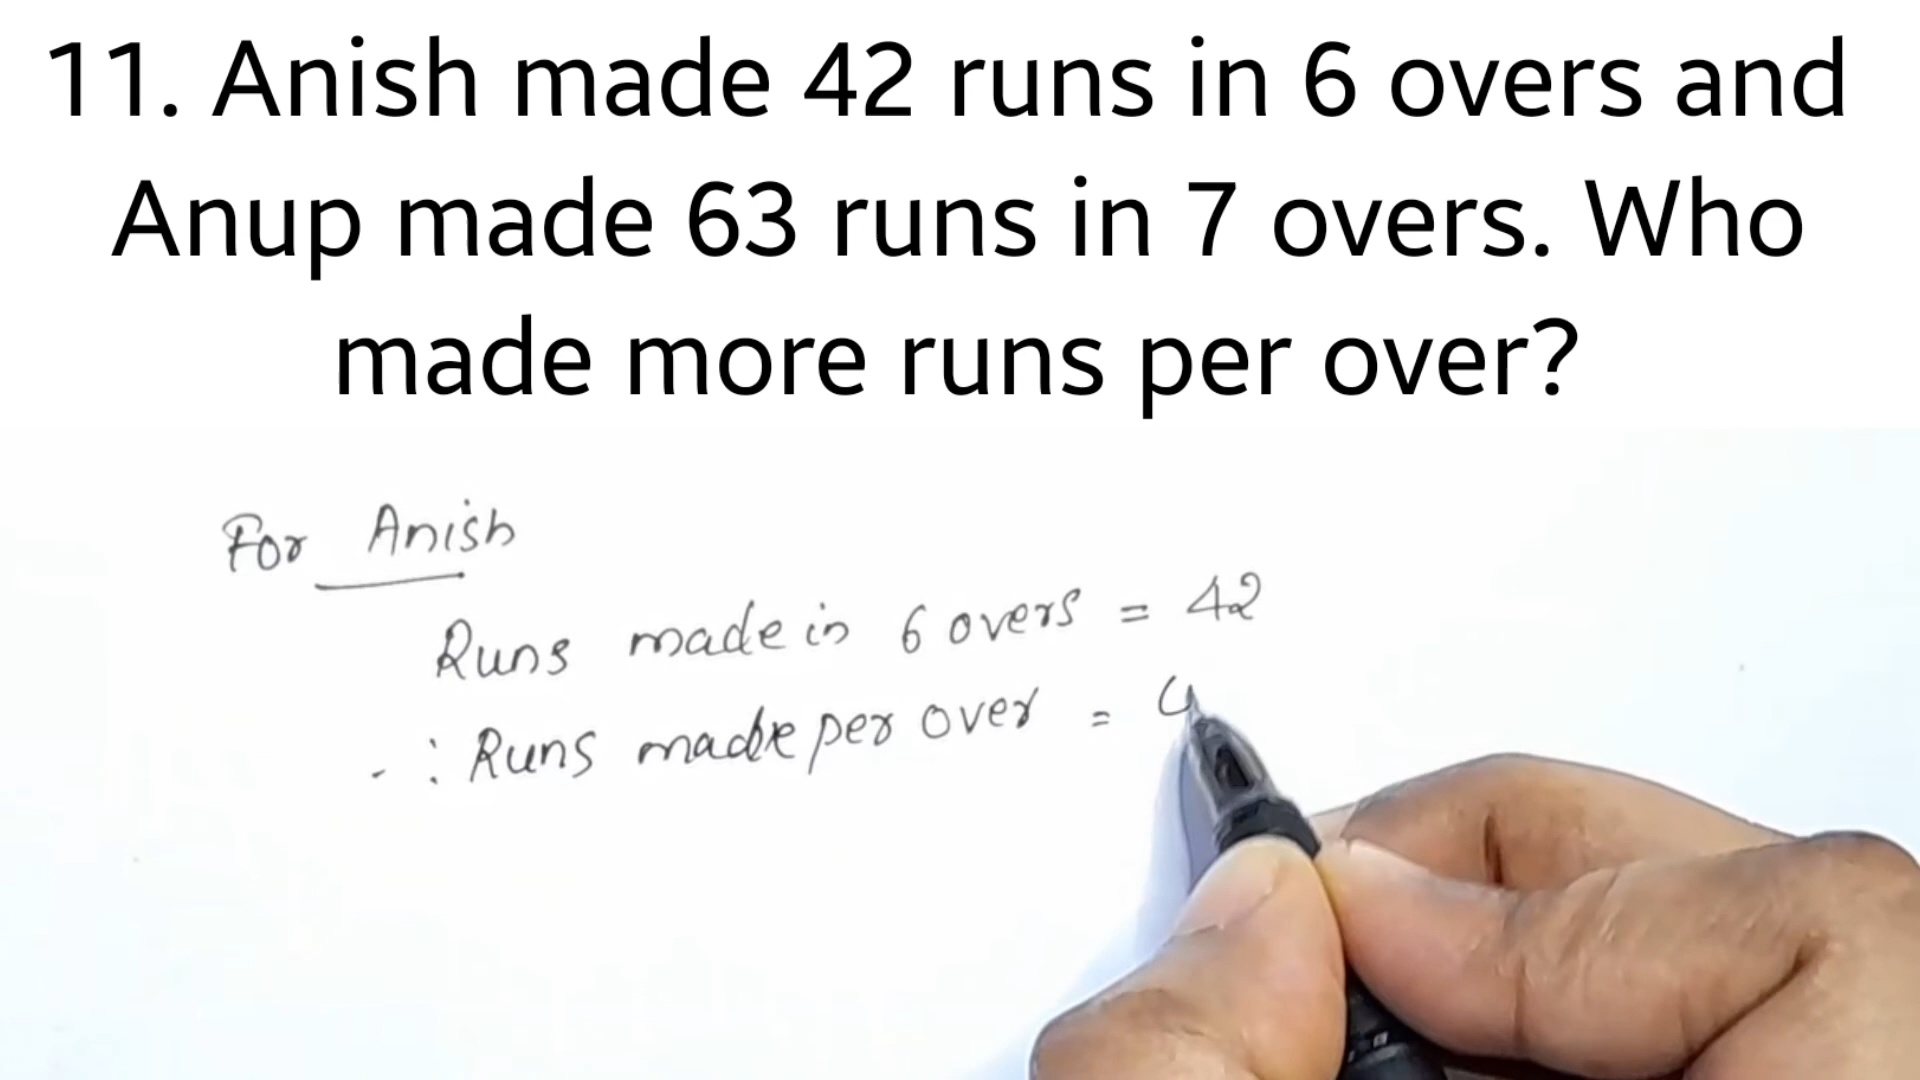 11. Anish made 42 runs in 6 overs and
Anup made 63 runs in 7 overs. Who
made more runs per over?
For Anish
Runs made in 6 overs = 42
∴ Runs made per over = 4